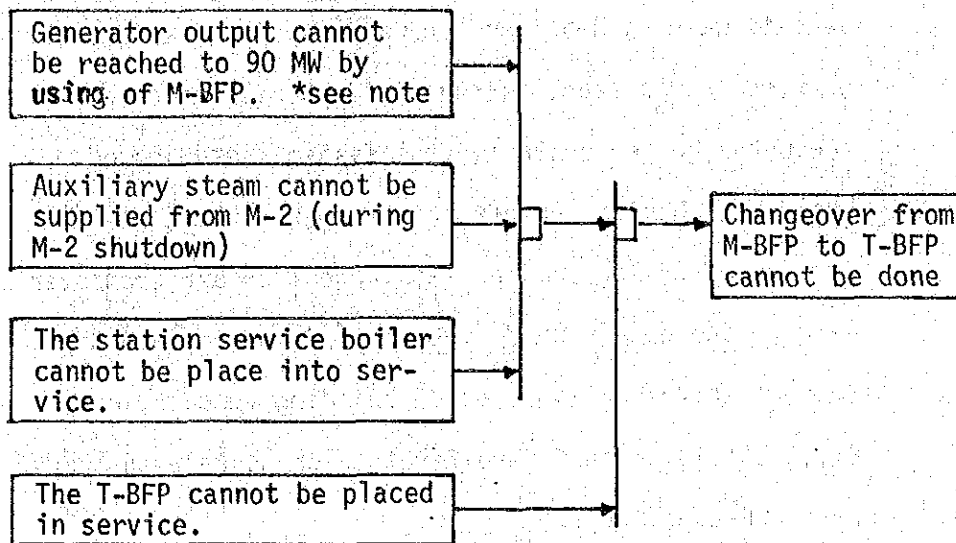 Generator output cannot
be reached to 90 MW by
using of M-BFP. *see note
Auxiliary steam cannot be
supplied from M-2 (during
M-2 shutdown)
The station service boiler
cannot be place into ser-
vice.
The T-BFP cannot be placed
in service.
Changeover from
M-BFP to T-BFP
cannot be done